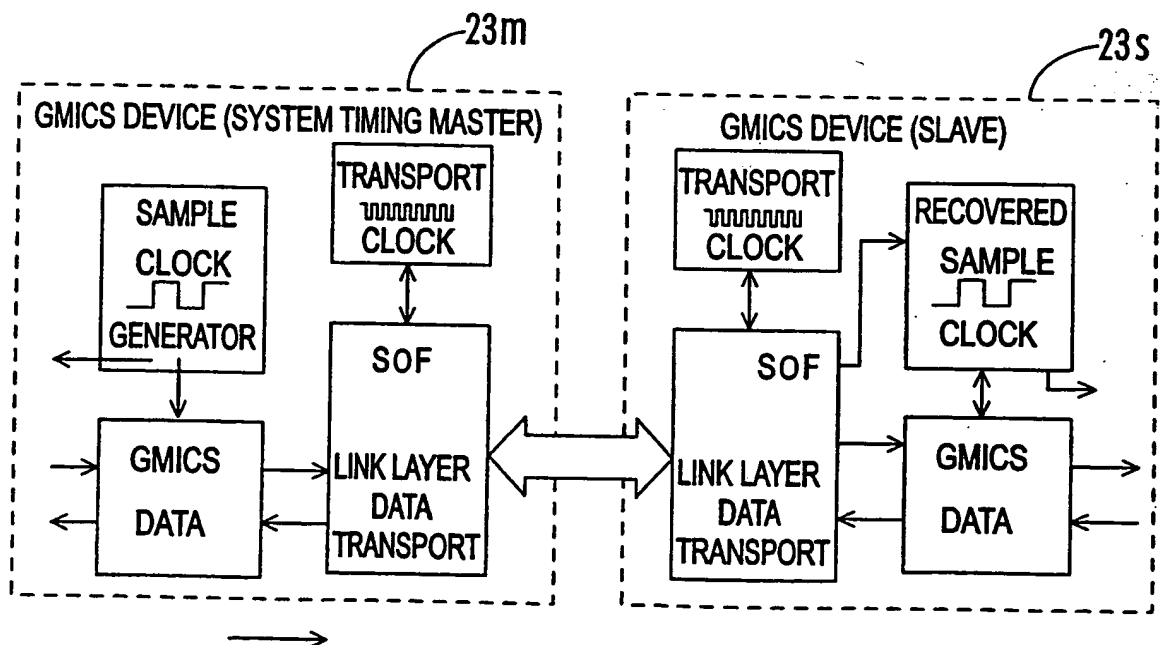 23m
23s
GMICS DEVICE (SYSTEM TIMING MASTER)
SAMPLE
CLOCK
GENERATOR
TRANSPORT
CLOCK
SOF
LINK LAYER
DATA
TRANSPORT
GMICS
DATA
GMICS DEVICE (SLAVE)
TRANSPORT
CLOCK
RECOVERED
SAMPLE
CLOCK
SOF
LINK LAYER
DATA
TRANSPORT
GMICS
DATA